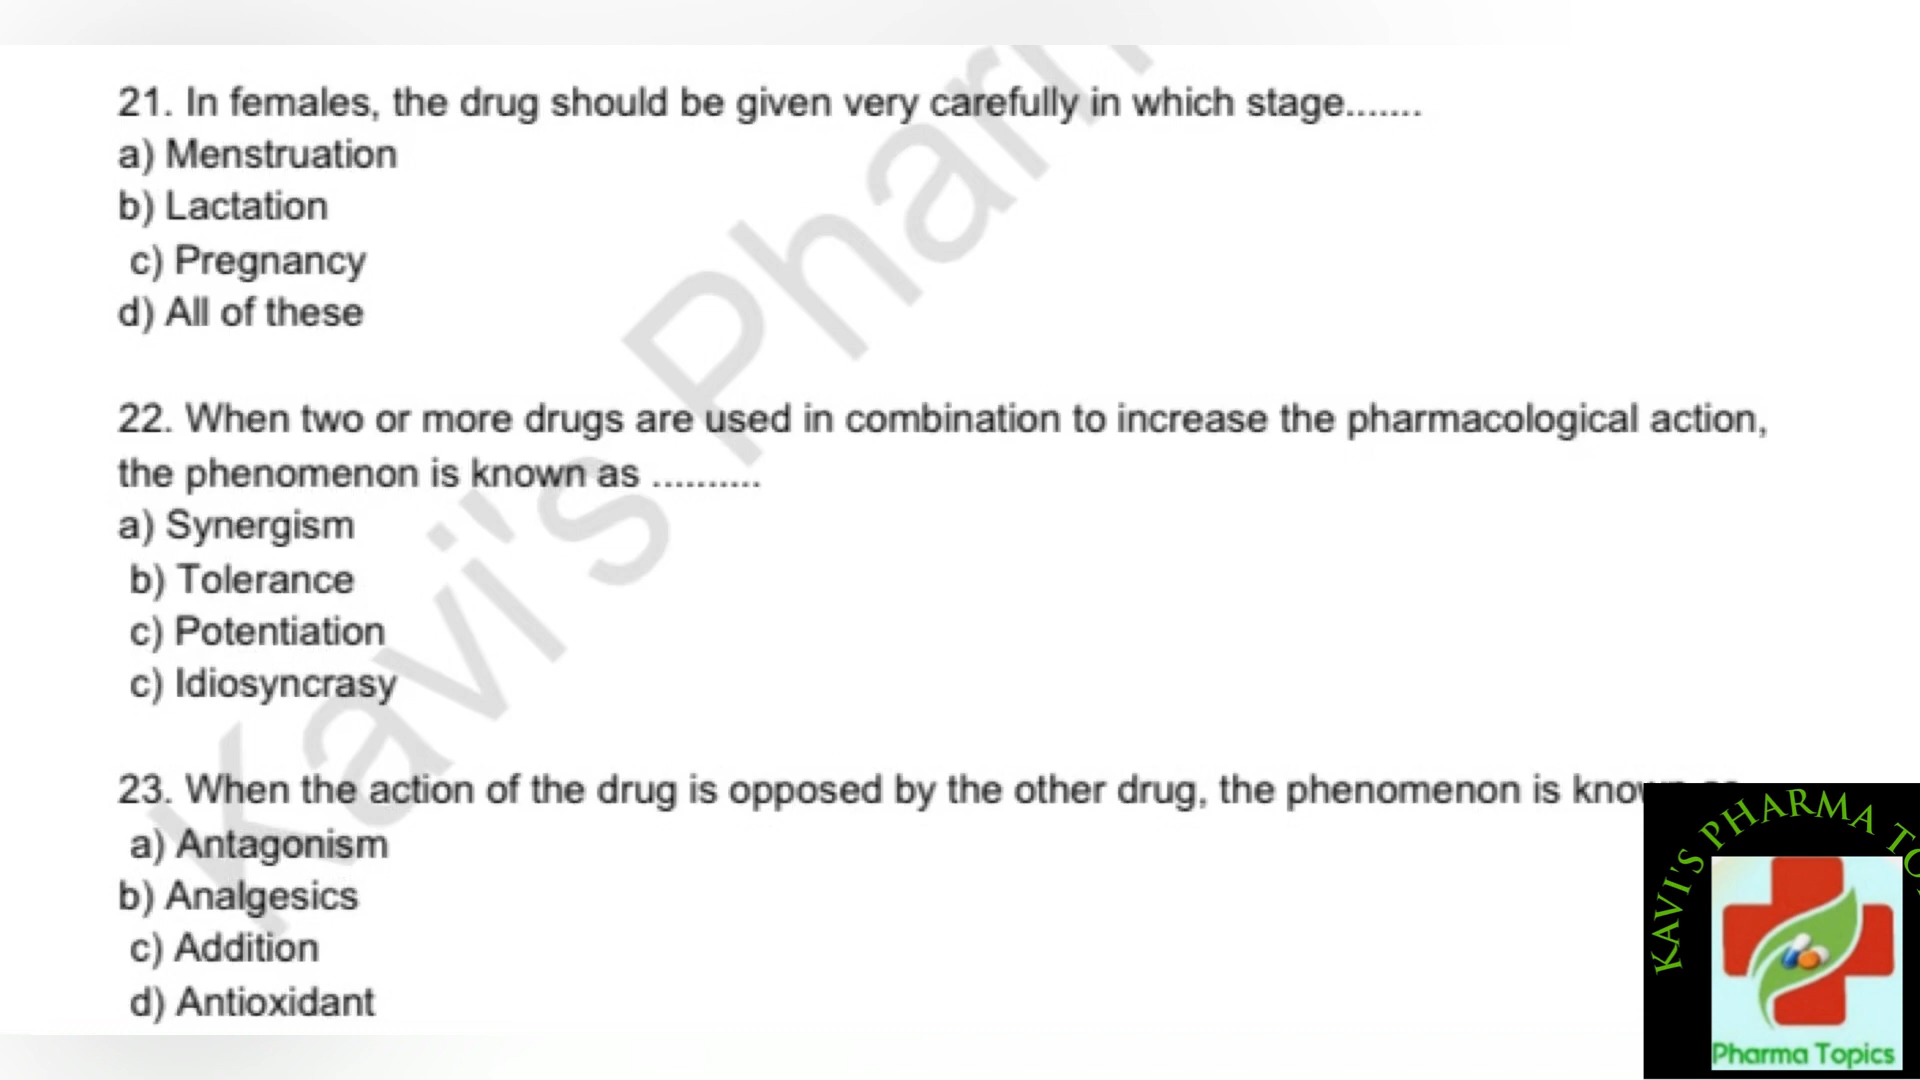 21. In females, the drug should be given very carefully in which stage.......
a) Menstruation
b) Lactation
c) Pregnancy
d) All of these
22. When two or more drugs are used in combination to increase the pharmacological action,
the phenomenon is known as ..........
a) Synergism
b) Tolerance
c) Potentiation
c) Idiosyncrasy
23. When the action of the drug is opposed by the other drug, the phenomenon is
a) Antagonism
b) Analgesics
c) Addition
d) Antioxidant
Kavi's
KAVI'S PHARMA
Pharma Topics